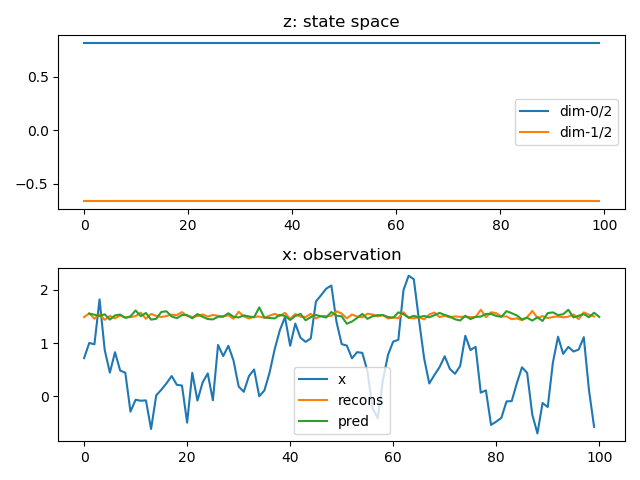 z: state space
0.5
0.0
−0.5
dim-0/2
dim-1/2
0 20 40 60 80 100
x: observation
2
1
0
x
recons
pred
0 20 40 60 80 100